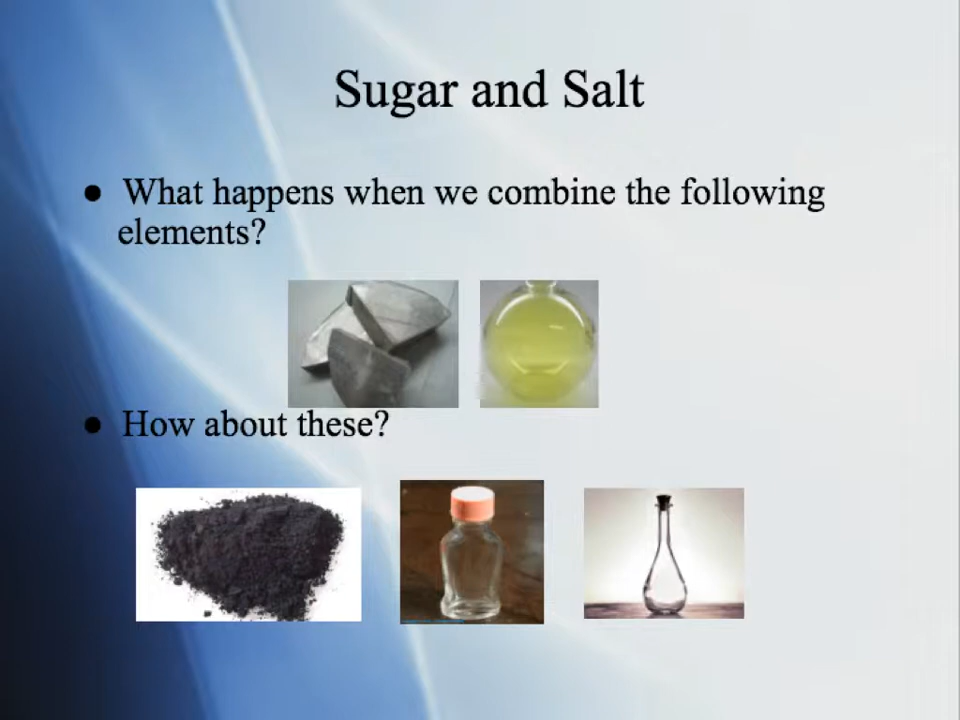 Sugar and Salt
● What happens when we combine the following
elements?
● How about these?